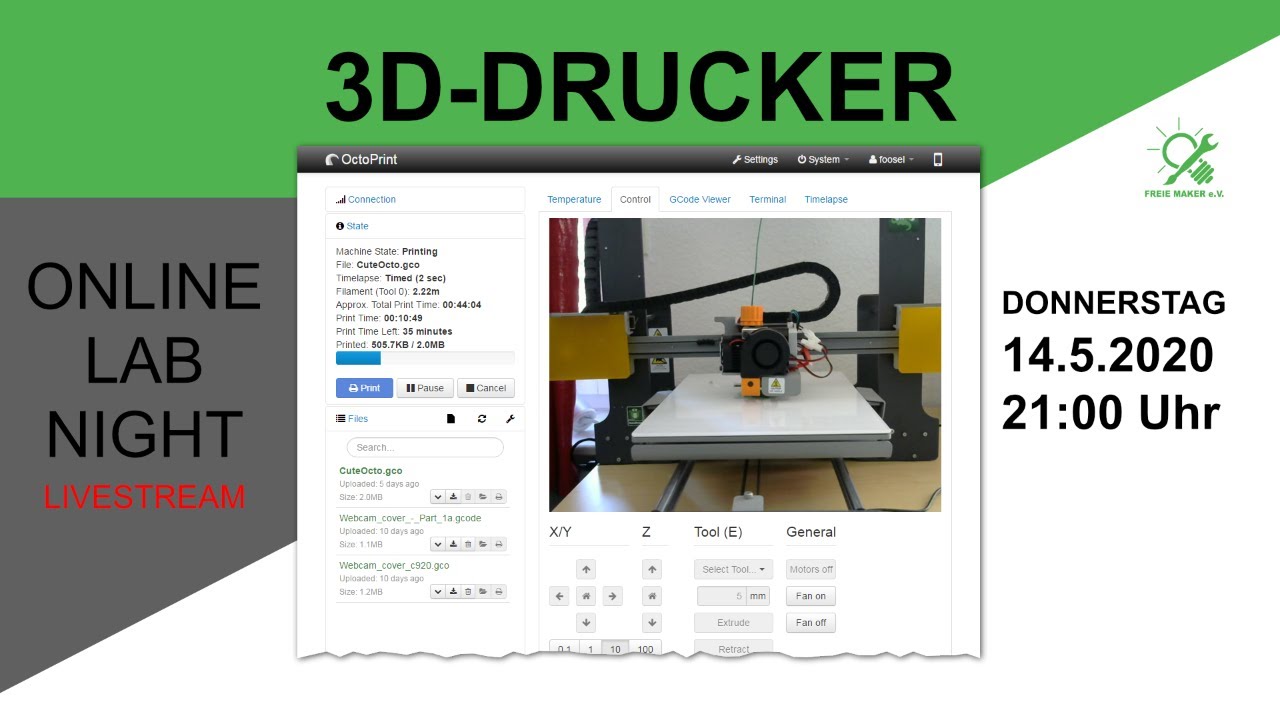 3D-DRUCKER
FREIE MAKER e.V.
ONLINE
LAB
NIGHT
LIVESTREAM
DONNERSTAG
14.5.2020
21:00 Uhr
OctoPrint
Settings
System
foosel
Connection
State
Machine State: Printing
File: CuteOcto.gco
Timelapse: Timed (2 sec)
Filament (Tool 0): 2.22m
Approx. Total Print Time: 00:44:04
Print Time: 00:10:49
Print Time Left: 35 minutes
Printed: 505.7KB / 2.0MB
Print Pause Cancel
Files
Search...
CuteOcto.gco
Uploaded: 5 days ago
Size: 2.0MB
Webcam_cover_-_Part_1a.gcode
Uploaded: 10 days ago
Size: 1.1MB
Webcam_cover_c920.gco
Uploaded: 10 days ago
Size: 1.2MB
Temperature Control GCode Viewer Terminal Timelapse
X/Y Z Tool (E) General
Select Tool... Motors off
5 mm Fan on
Extrude Fan off
0.1 1 10 100 Retract